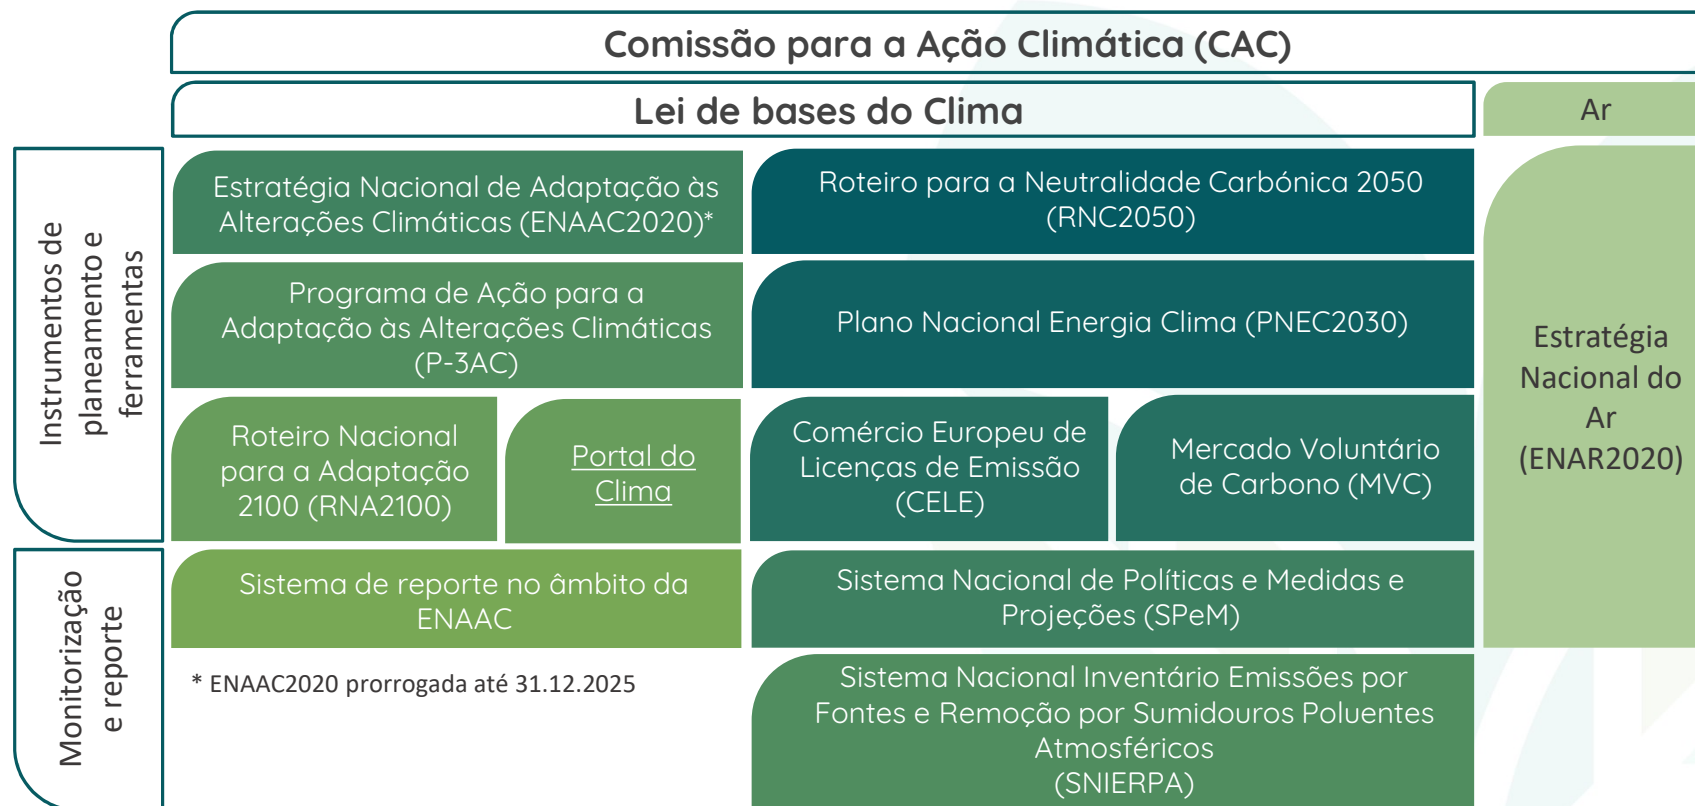 Comissão para a Ação Climática (CAC)
Lei de bases do Clima
Ar
Instrumentos de
planeamento e
ferramentas
Estratégia Nacional de Adaptação às
Alterações Climáticas (ENAAC2020)*
Roteiro para a Neutralidade Carbónica 2050
(RNC2050)
Programa de Ação para a
Adaptação às Alterações Climáticas
(P-3AC)
Plano Nacional Energia Clima (PNEC2030)
Roteiro Nacional
para a Adaptação
2100 (RNA2100)
Portal do
Clima
Comércio Europeu de
Licenças de Emissão
(CELE)
Mercado Voluntário
de Carbono (MVC)
Estratégia
Nacional do
Ar
(ENAR2020)
Monitorização
e reporte
Sistema de reporte no âmbito da
ENAAC
Sistema Nacional de Políticas e Medidas e
Projeções (SPeM)
* ENAAC2020 prorrogada até 31.12.2025
Sistema Nacional Inventário Emissões por
Fontes e Remoção por Sumidouros Poluentes
Atmosféricos
(SNIERPA)